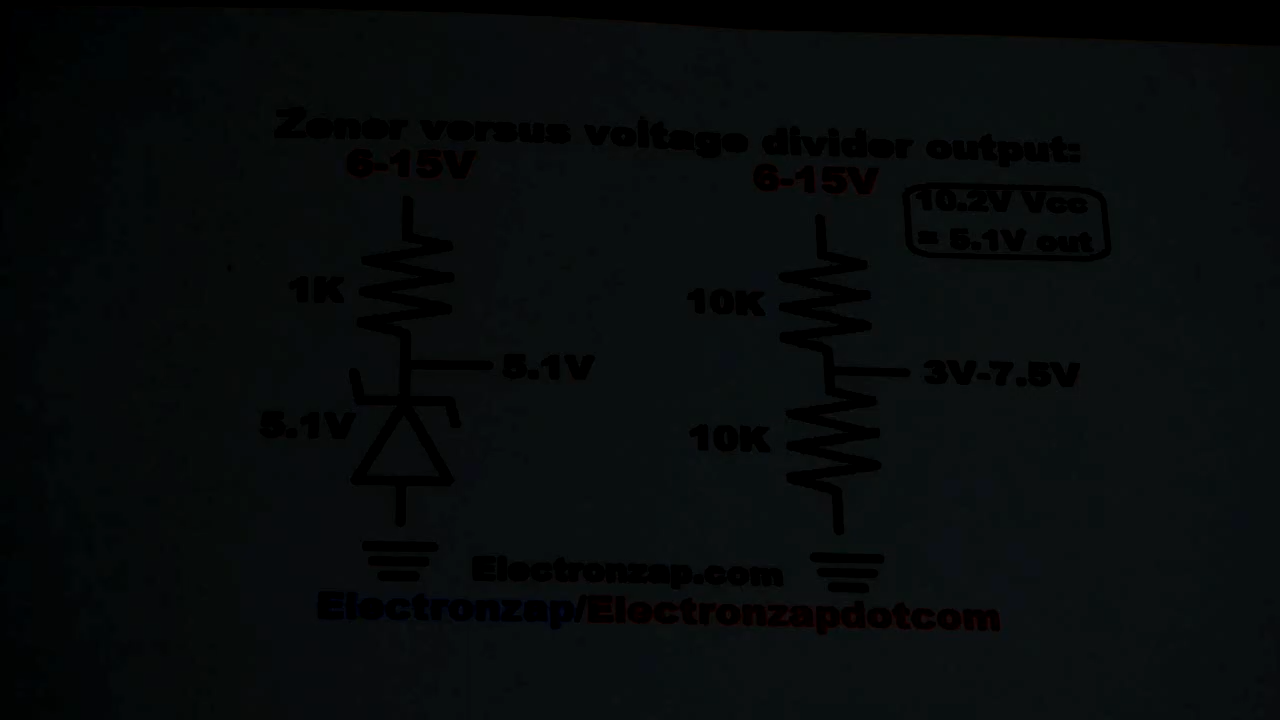 Zener versus voltage divider output:
6-15V
6-15V
10.2V Vcc
= 5.1V out
1K
10K
5.1V
3V-7.5V
5.1V
10K
Electronzap.com
Electronzap/Electronzapdotcom